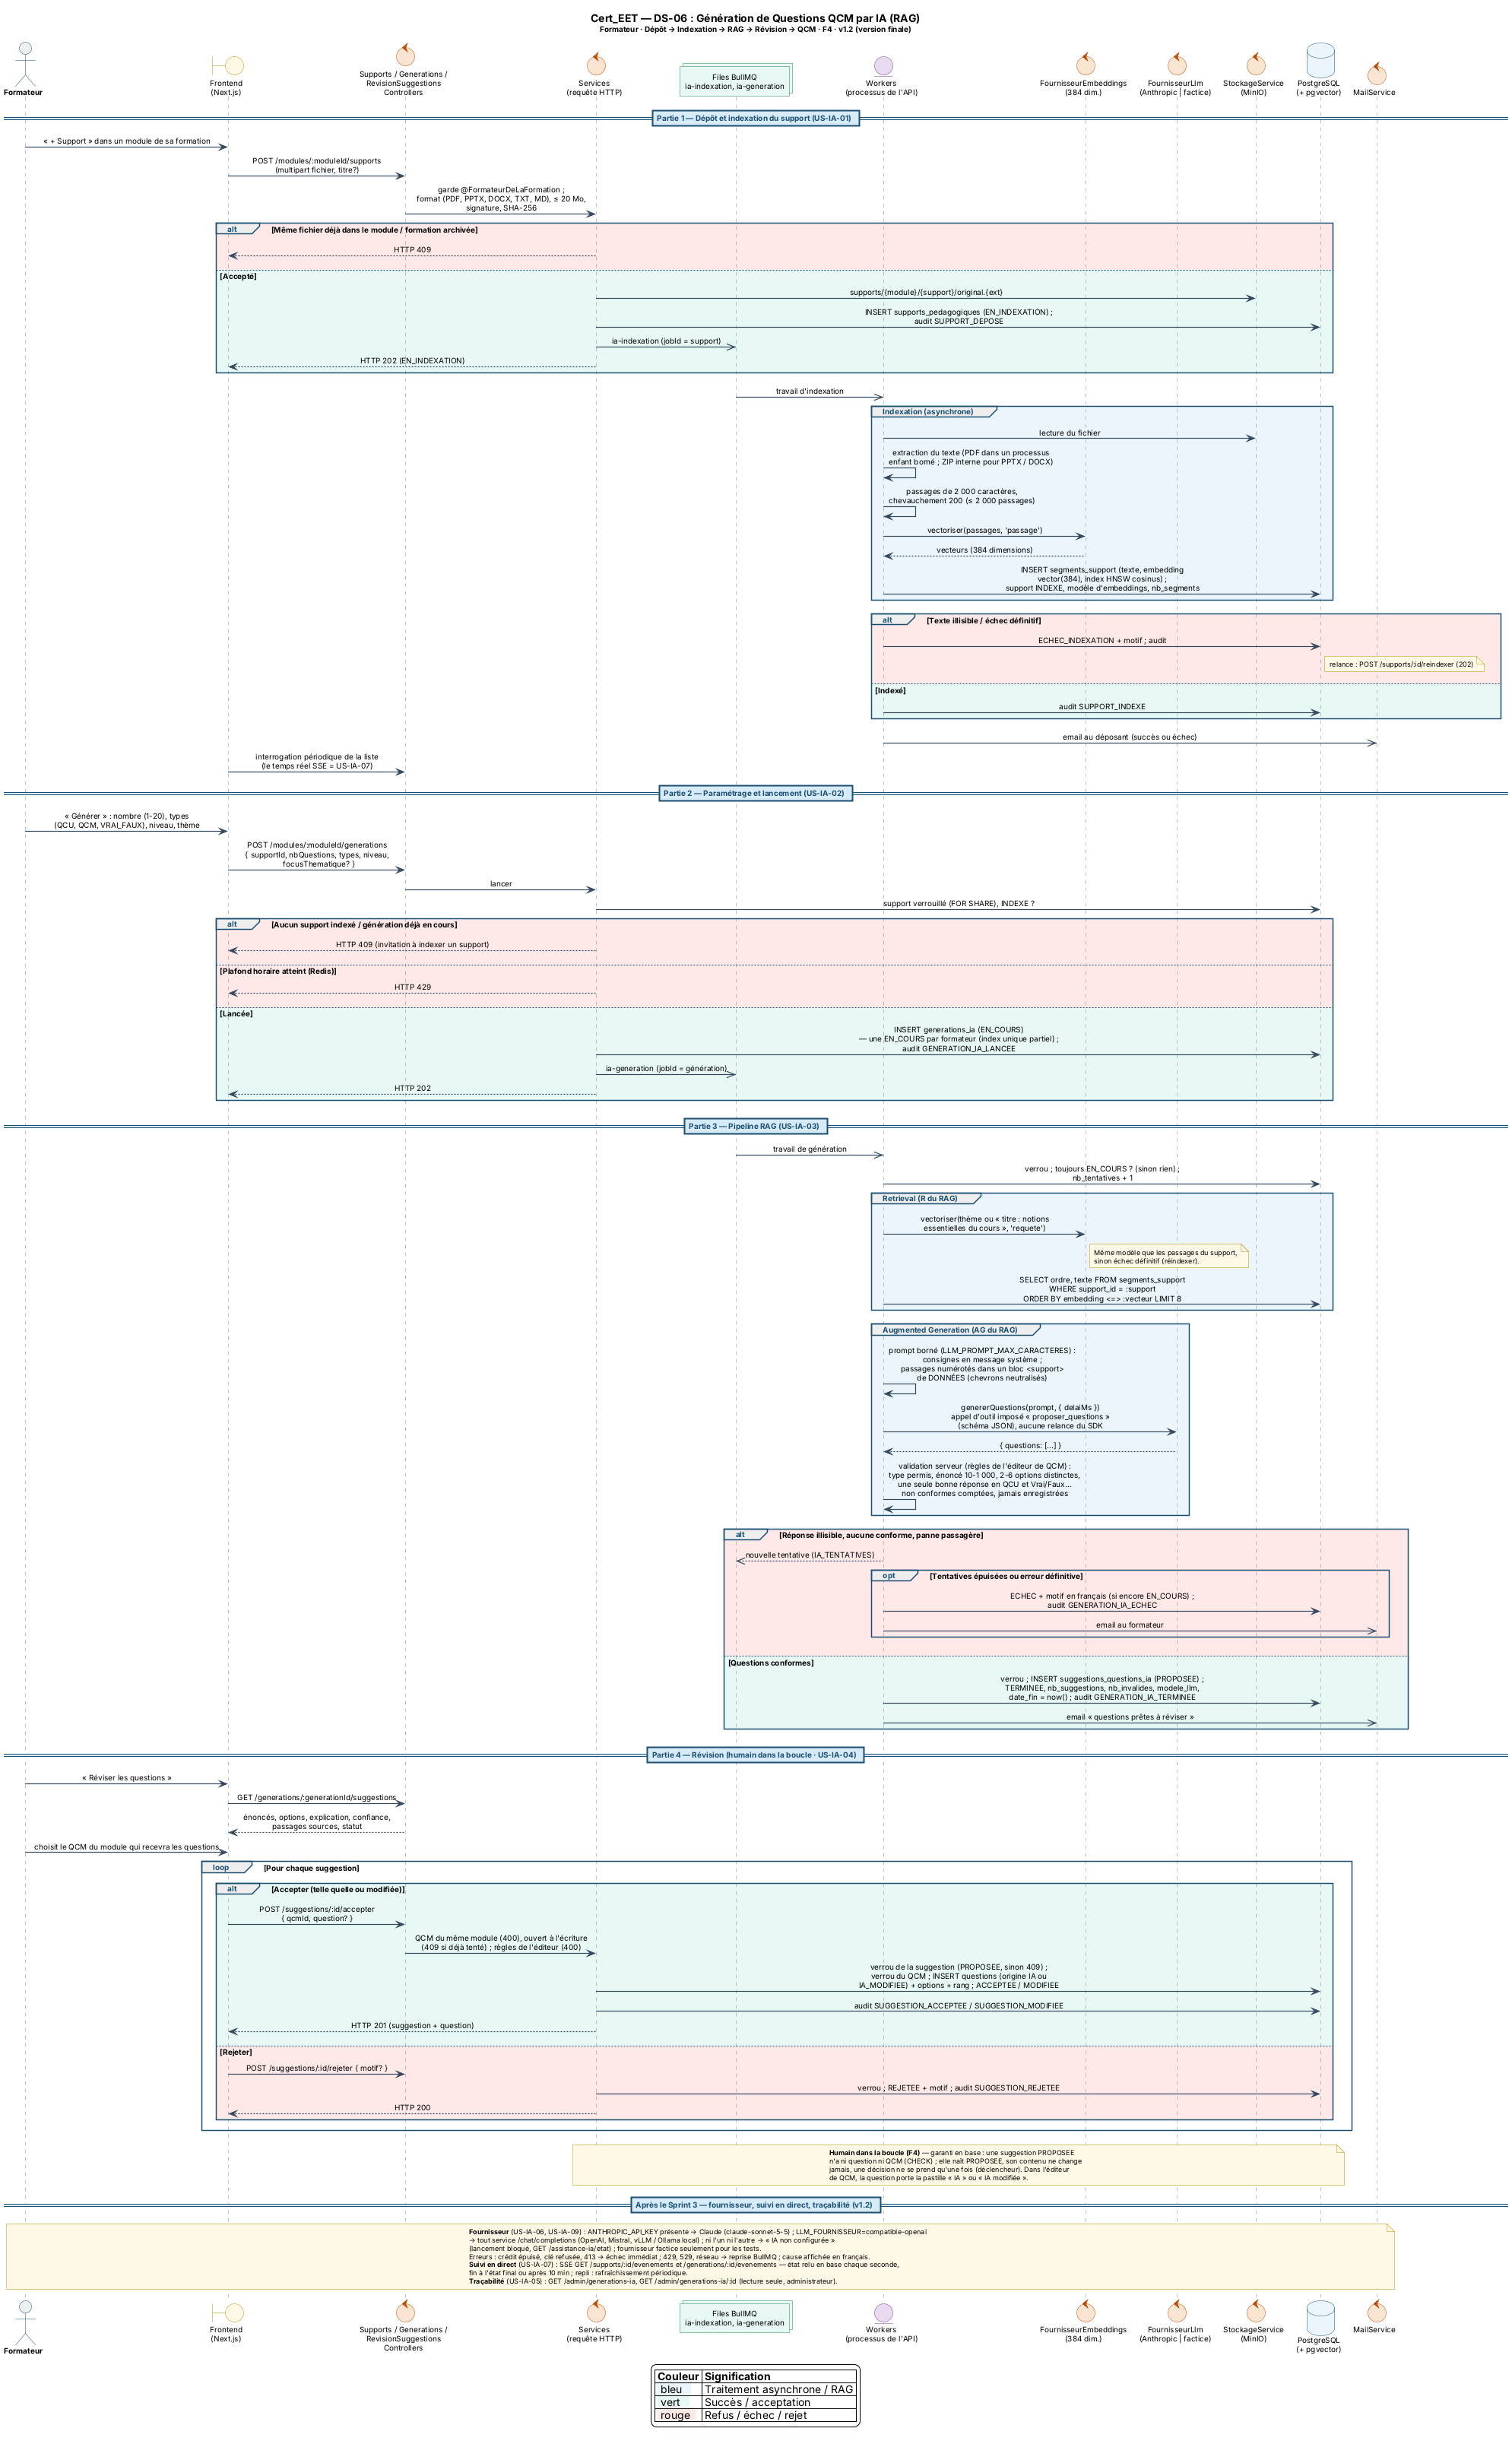 Cert_EET — DS-06 : Génération de Questions QCM par IA (RAG)
Formateur · Dépôt → Indexation → RAG → Révision → QCM · F4 · v1.2 (version finale)
Formateur
Frontend
(Next.js)
Supports / Generations /
RevisionSuggestions
Controllers
Services
(requête HTTP)
Files BullMQ
ia-indexation, ia-generation
Workers
(processus de l'API)
FournisseurEmbeddings
(384 dim.)
FournisseurLlm
(Anthropic | factice)
StockageService
(MinIO)
PostgreSQL
(+ pgvector)
MailService
Partie 1 — Dépôt et indexation du support (US-IA-01)
« + Support » dans un module de sa formation
POST /modules/:moduleId/supports
(multipart fichier, titre?)
garde @FormateurDeLaFormation ;
format (PDF, PPTX, DOCX, TXT, MD), ≤ 20 Mo,
signature, SHA-256
alt [Même fichier déjà dans le module / formation archivée]
HTTP 409
[Accepté]
supports/{module}/{support}/original.{ext}
INSERT supports_pedagogiques (EN_INDEXATION) ;
audit SUPPORT_DEPOSE
ia-indexation (jobId = support)
HTTP 202 (EN_INDEXATION)
travail d'indexation
Indexation (asynchrone)
lecture du fichier
extraction du texte (PDF dans un processus
enfant borné ; ZIP interne pour PPTX / DOCX)
passages de 2 000 caractères,
chevauchement 200 (≤ 2 000 passages)
vectoriser(passages, 'passage')
vecteurs (384 dimensions)
INSERT segments_support (texte, embedding
vector(384), index HNSW cosinus) ;
support INDEXE, modèle d'embeddings, nb_segments
alt [Texte illisible / échec définitif]
ECHEC_INDEXATION + motif ; audit
relance : POST /supports/:id/reindexer (202)
[Indexé]
audit SUPPORT_INDEXE
email au déposant (succès ou échec)
interrogation périodique de la liste
(le temps réel SSE = US-IA-07)
Partie 2 — Paramétrage et lancement (US-IA-02)
« Générer » : nombre (1-20), types
(QCU, QCM, VRAI_FAUX), niveau, thème
POST /modules/:moduleId/generations
{ supportId, nbQuestions, types, niveau,
focusThematique? }
lancer
support verrouillé (FOR SHARE), INDEXE ?
alt [Aucun support indexé / génération déjà en cours]
HTTP 409 (invitation à indexer un support)
[Plafond horaire atteint (Redis)]
HTTP 429
[Lancée]
INSERT generations_ia (EN_COURS)
— une EN_COURS par formateur (index unique partiel) ;
audit GENERATION_IA_LANCEE
ia-generation (jobId = génération)
HTTP 202
Partie 3 — Pipeline RAG (US-IA-03)
travail de génération
verrou ; toujours EN_COURS ? (sinon rien) ;
nb_tentatives + 1
Retrieval (R du RAG)
vectoriser(thème ou « titre : notions
essentielles du cours », 'requete')
Même modèle que les passages du support,
sinon échec définitif (réindexer).
SELECT ordre, texte FROM segments_support
WHERE support_id = :support
ORDER BY embedding <=> :vecteur LIMIT 8
Augmented Generation (AG du RAG)
prompt borné (LLM_PROMPT_MAX_CARACTERES) :
consignes en message système ;
passages numérotés dans un bloc <support>
de DONNÉES (chevrons neutralisés)
genererQuestions(prompt, { delaiMs })
appel d'outil imposé « proposer_questions »
(schéma JSON), aucune relance du SDK
{ questions: [...] }
validation serveur (règles de l'éditeur de QCM) :
type permis, énoncé 10-1 000, 2-6 options distinctes,
une seule bonne réponse en QCU et Vrai/Faux...
non conformes comptées, jamais enregistrées
alt [Réponse illisible, aucune conforme, panne passagère]
nouvelle tentative (IA_TENTATIVES)
opt [Tentatives épuisées ou erreur définitive]
ECHEC + motif en français (si encore EN_COURS) ;
audit GENERATION_IA_ECHEC
email au formateur
[Questions conformes]
verrou ; INSERT suggestions_questions_ia (PROPOSEE) ;
TERMINEE, nb_suggestions, nb_invalides, modele_llm,
date_fin = now() ; audit GENERATION_IA_TERMINEE
email « questions prêtes à réviser »
Partie 4 — Révision (humain dans la boucle · US-IA-04)
« Réviser les questions »
GET /generations/:generationId/suggestions
énoncés, options, explication, confiance,
passages sources, statut
choisit le QCM du module qui recevra les questions
loop [Pour chaque suggestion]
alt [Accepter (telle quelle ou modifiée)]
POST /suggestions/:id/accepter
{ qcmId, question? }
QCM du même module (400), ouvert à l'écriture
(409 si déjà tenté) ; règles de l'éditeur (400)
verrou de la suggestion (PROPOSEE, sinon 409) ;
verrou du QCM ; INSERT questions (origine IA ou
IA_MODIFIEE) + options + rang ; ACCEPTEE / MODIFIEE
audit SUGGESTION_ACCEPTEE / SUGGESTION_MODIFIEE
HTTP 201 (suggestion + question)
[Rejeter]
POST /suggestions/:id/rejeter { motif? }
verrou ; REJETEE + motif ; audit SUGGESTION_REJETEE
HTTP 200
Humain dans la boucle (F4) — garanti en base : une suggestion PROPOSEE
n'a ni question ni QCM (CHECK) ; elle naît PROPOSEE, son contenu ne change
jamais, une décision ne se prend qu'une fois (déclencheur). Dans l'éditeur
de QCM, la question porte la pastille « IA » ou « IA modifiée ».
Après le Sprint 3 — fournisseur, suivi en direct, traçabilité (v1.2)
Fournisseur (US-IA-06, US-IA-09) : ANTHROPIC_API_KEY présente → Claude (claude-sonnet-5-5) ; LLM_FOURNISSEUR=compatible-openai
→ tout service /chat/completions (OpenAI, Mistral, vLLM / Ollama local) ; ni l'un ni l'autre → « IA non configurée »
(lancement bloqué, GET /assistance-ia/etat) ; fournisseur factice seulement pour les tests.
Erreurs : crédit épuisé, clé refusée, 413 → échec immédiat ; 429, 529, réseau → reprise BullMQ ; cause affichée en français.
Suivi en direct (US-IA-07) : SSE GET /supports/:id/evenements et /generations/:id/evenements — état relu en base chaque seconde,
fin à l'état final ou après 10 min ; repli : rafraîchissement périodique.
Traçabilité (US-IA-05) : GET /admin/generations-ia, GET /admin/generations-ia/:id (lecture seule, administrateur).
Formateur
Frontend
(Next.js)
Supports / Generations /
RevisionSuggestions
Controllers
Services
(requête HTTP)
Files BullMQ
ia-indexation, ia-generation
Workers
(processus de l'API)
FournisseurEmbeddings
(384 dim.)
FournisseurLlm
(Anthropic | factice)
StockageService
(MinIO)
PostgreSQL
(+ pgvector)
MailService
Couleur Signification
bleu Traitement asynchrone / RAG
vert Succès / acceptation
rouge Refus / échec / rejet